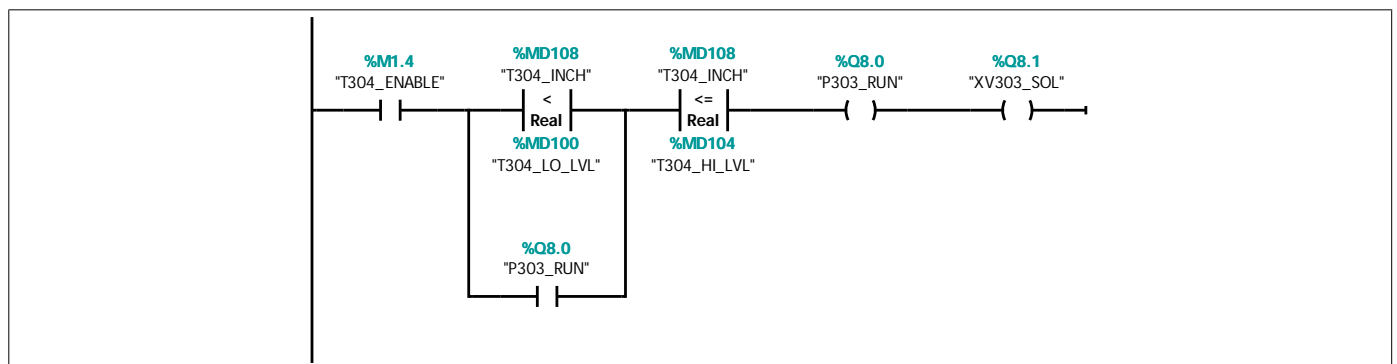 %M1.4
"T304_ENABLE"
%MD108
"T304_INCH"
<
Real
%MD100
"T304_LO_LVL"
%MD108
"T304_INCH"
<=
Real
%MD104
"T304_HI_LVL"
%Q8.0
"P303_RUN"
%Q8.1
"XV303_SOL"
%Q8.0
"P303_RUN"